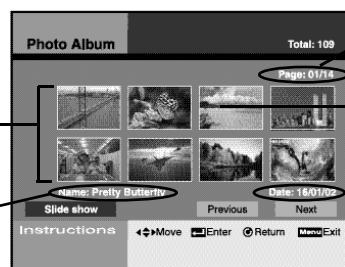 Photo Album Total: 109
Page: 01/14
Name: Pretty Butterfly Date: 16/01/02
Slide show Previous Next
Instructions Move Enter Return Menu Exit